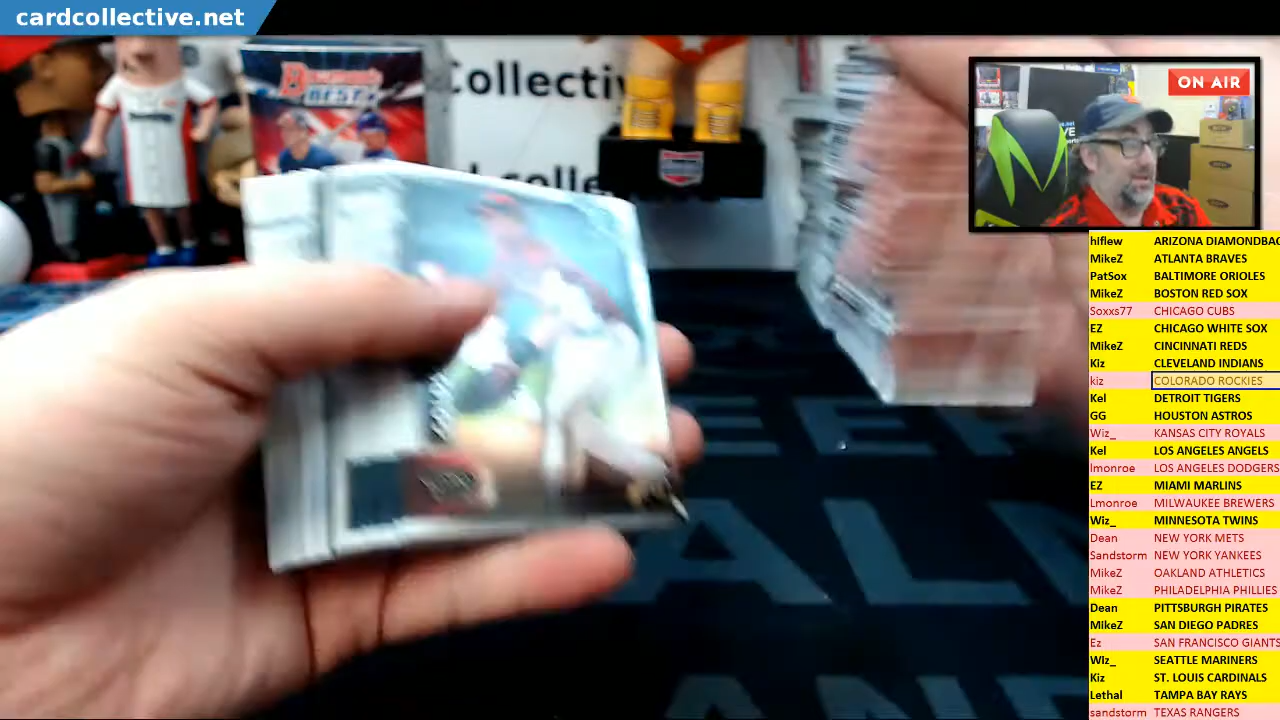 cardcollective.net
Bowman's
BEST
Collectiv
d.colle
ON AIR
hlflew ARIZONA DIAMONDBAC
MikeZ ATLANTA BRAVES
PatSox BALTIMORE ORIOLES
MikeZ BOSTON RED SOX
Soxxs77 CHICAGO CUBS
EZ CHICAGO WHITE SOX
MikeZ CINCINNATI REDS
Kiz CLEVELAND INDIANS
kiz COLORADO ROCKIES
Kel DETROIT TIGERS
GG HOUSTON ASTROS
Wiz_ KANSAS CITY ROYALS
Kel LOS ANGELES ANGELS
lmonroe LOS ANGELES DODGERS
EZ MIAMI MARLINS
Lmonroe MILWAUKEE BREWERS
Wiz_ MINNESOTA TWINS
Dean NEW YORK METS
Sandstorm NEW YORK YANKEES
MikeZ OAKLAND ATHLETICS
MikeZ PHILADELPHIA PHILLIES
Dean PITTSBURGH PIRATES
MikeZ SAN DIEGO PADRES
Ez SAN FRANCISCO GIANTS
Wiz_ SEATTLE MARINERS
Kiz ST. LOUIS CARDINALS
Lethal TAMPA BAY RAYS
sandstorm TEXAS RANGERS